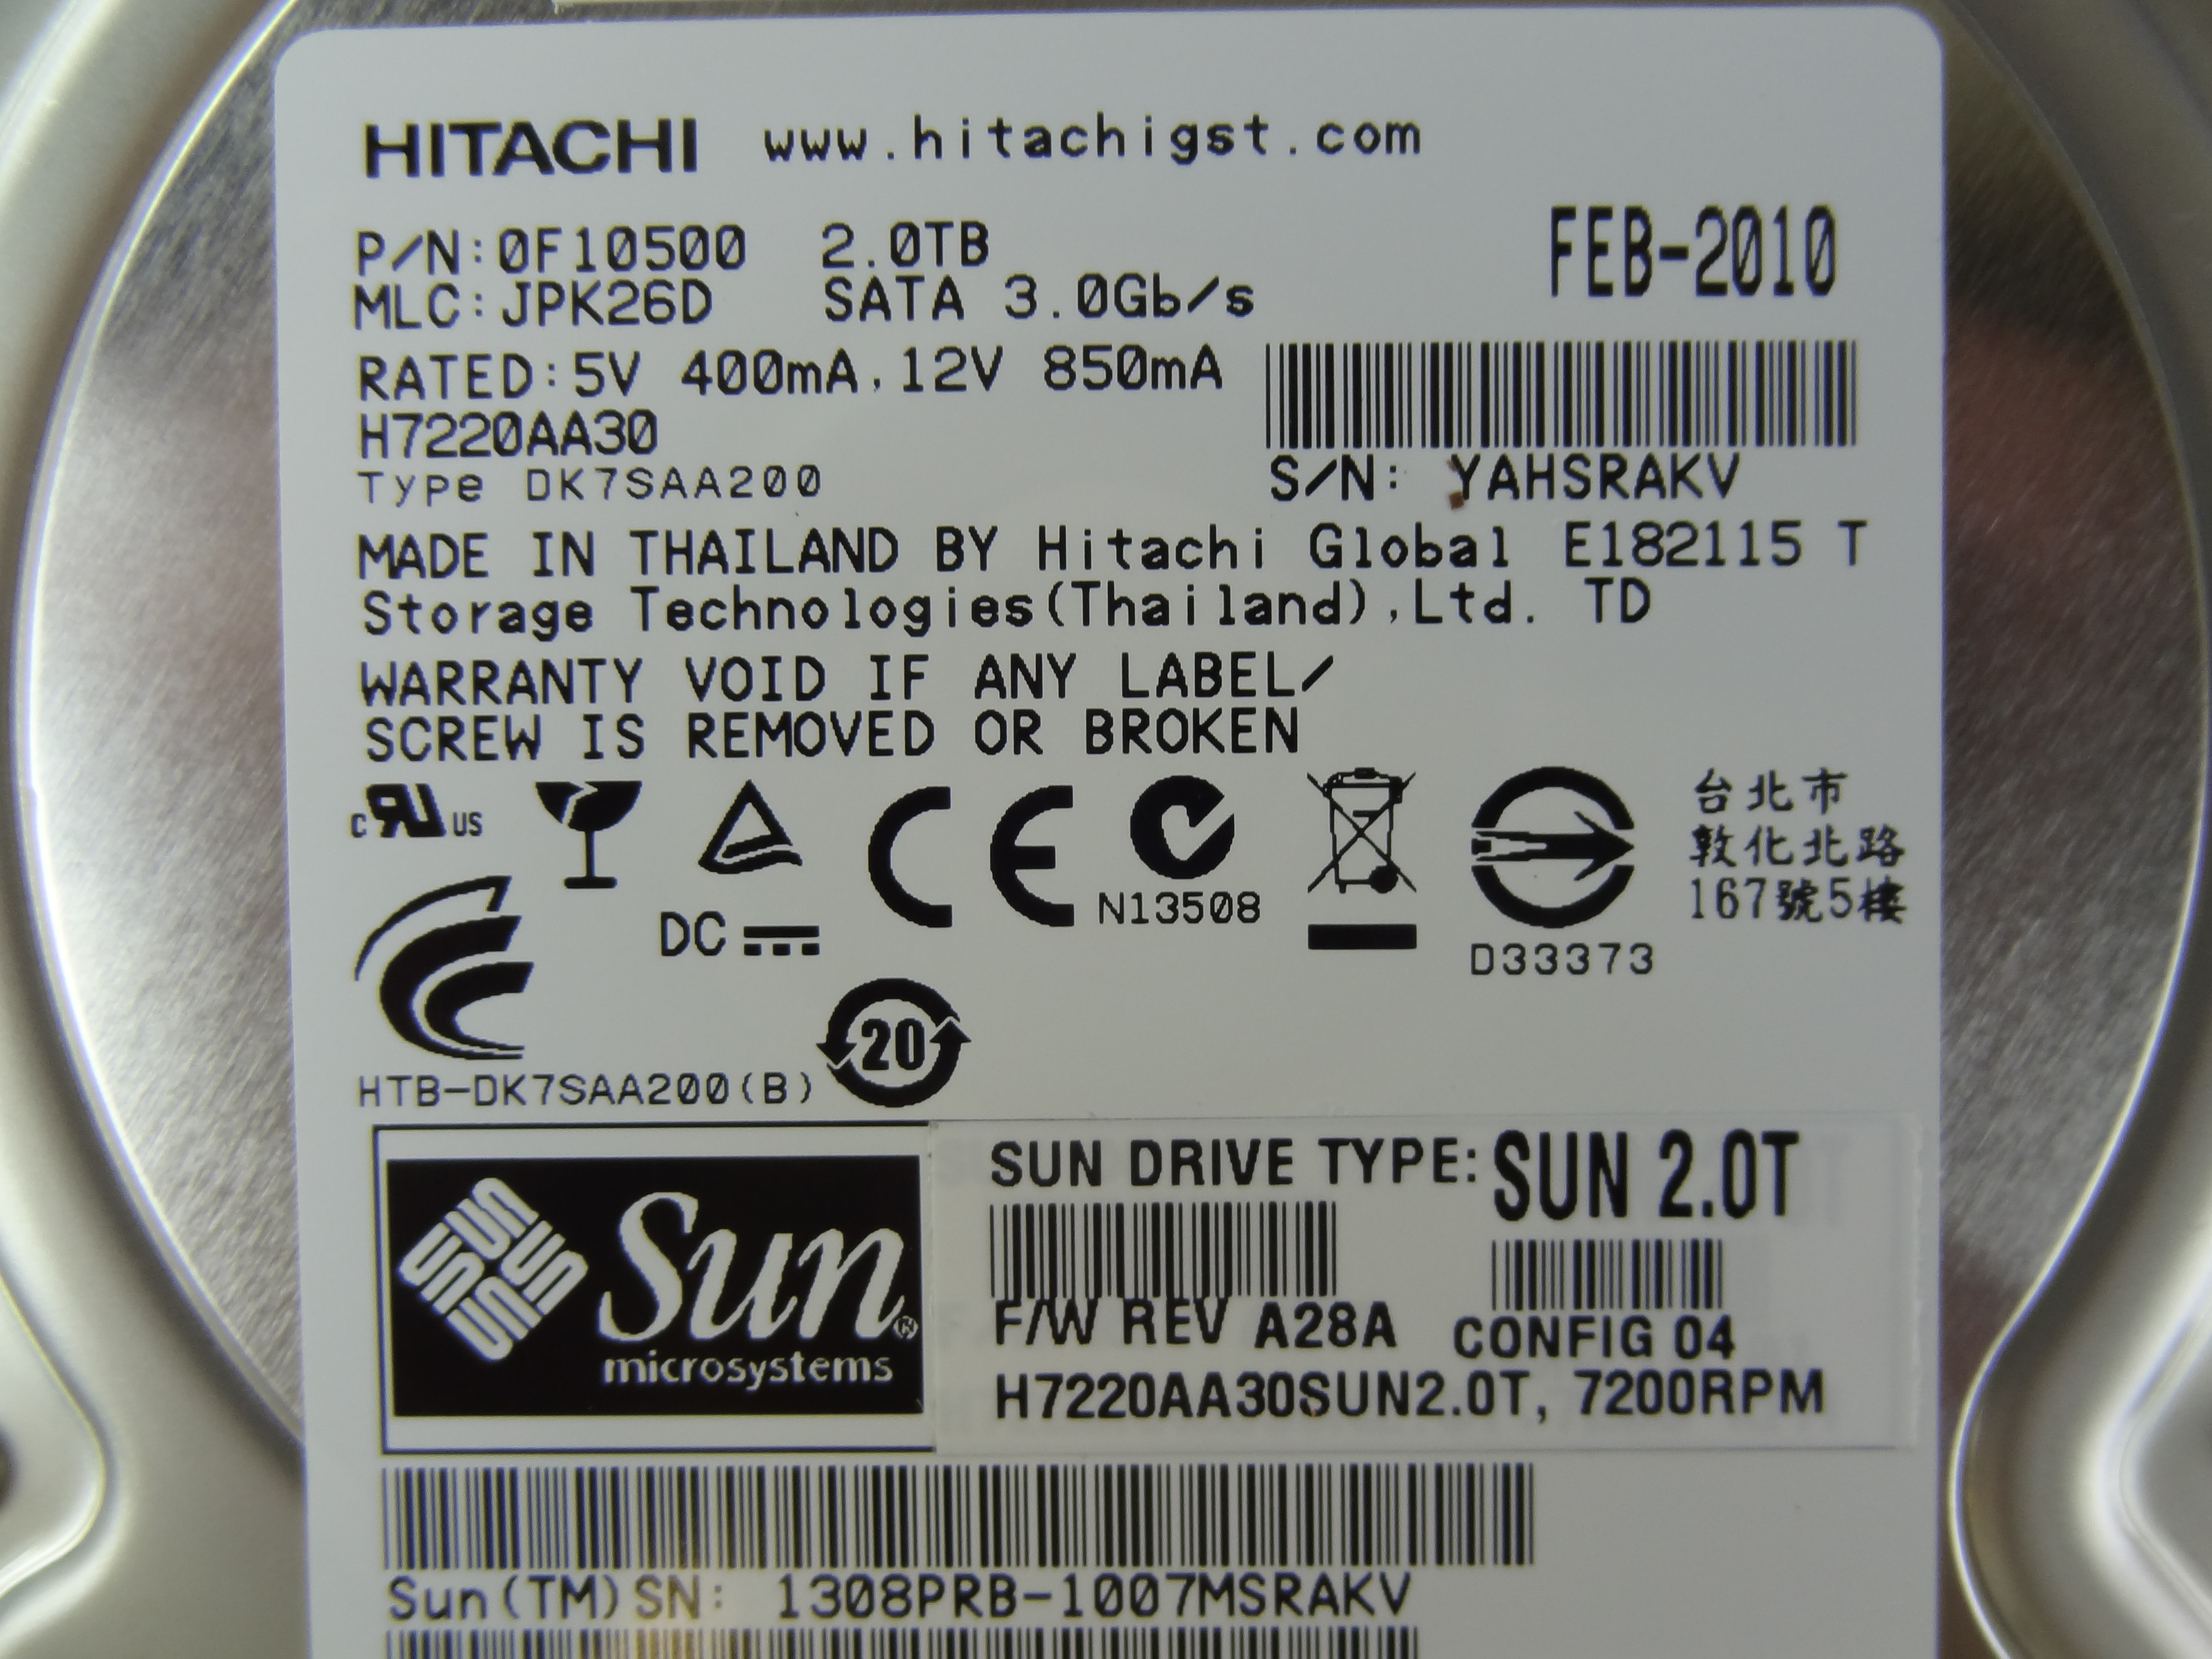 HITACHI www.hitachigst.com
FEB-2010
P/N:0F10500 2.0TB
MLC:JPK26D SATA 3.0Gb/s
RATED:5V 400mA,12V 850mA
H7220AA30
Type DK7SAA200
S/N: YAHSRAKV
MADE IN THAILAND BY Hitachi Global E182115 T
Storage Technologies(Thailand),Ltd. TD
WARRANTY VOID IF ANY LABEL/
SCREW IS REMOVED OR BROKEN
c RU US
CE
N13508
DC
D33373
台北市
敦化北路
167號5樓
20
HTB-DK7SAA200(B)
Sun®
microsystems
SUN DRIVE TYPE: SUN 2.0T
F/W REV A28A CONFIG 04
H7220AA30SUN2.0T, 7200RPM
Sun(TM)SN: 1308PRB-1007MSRAKV